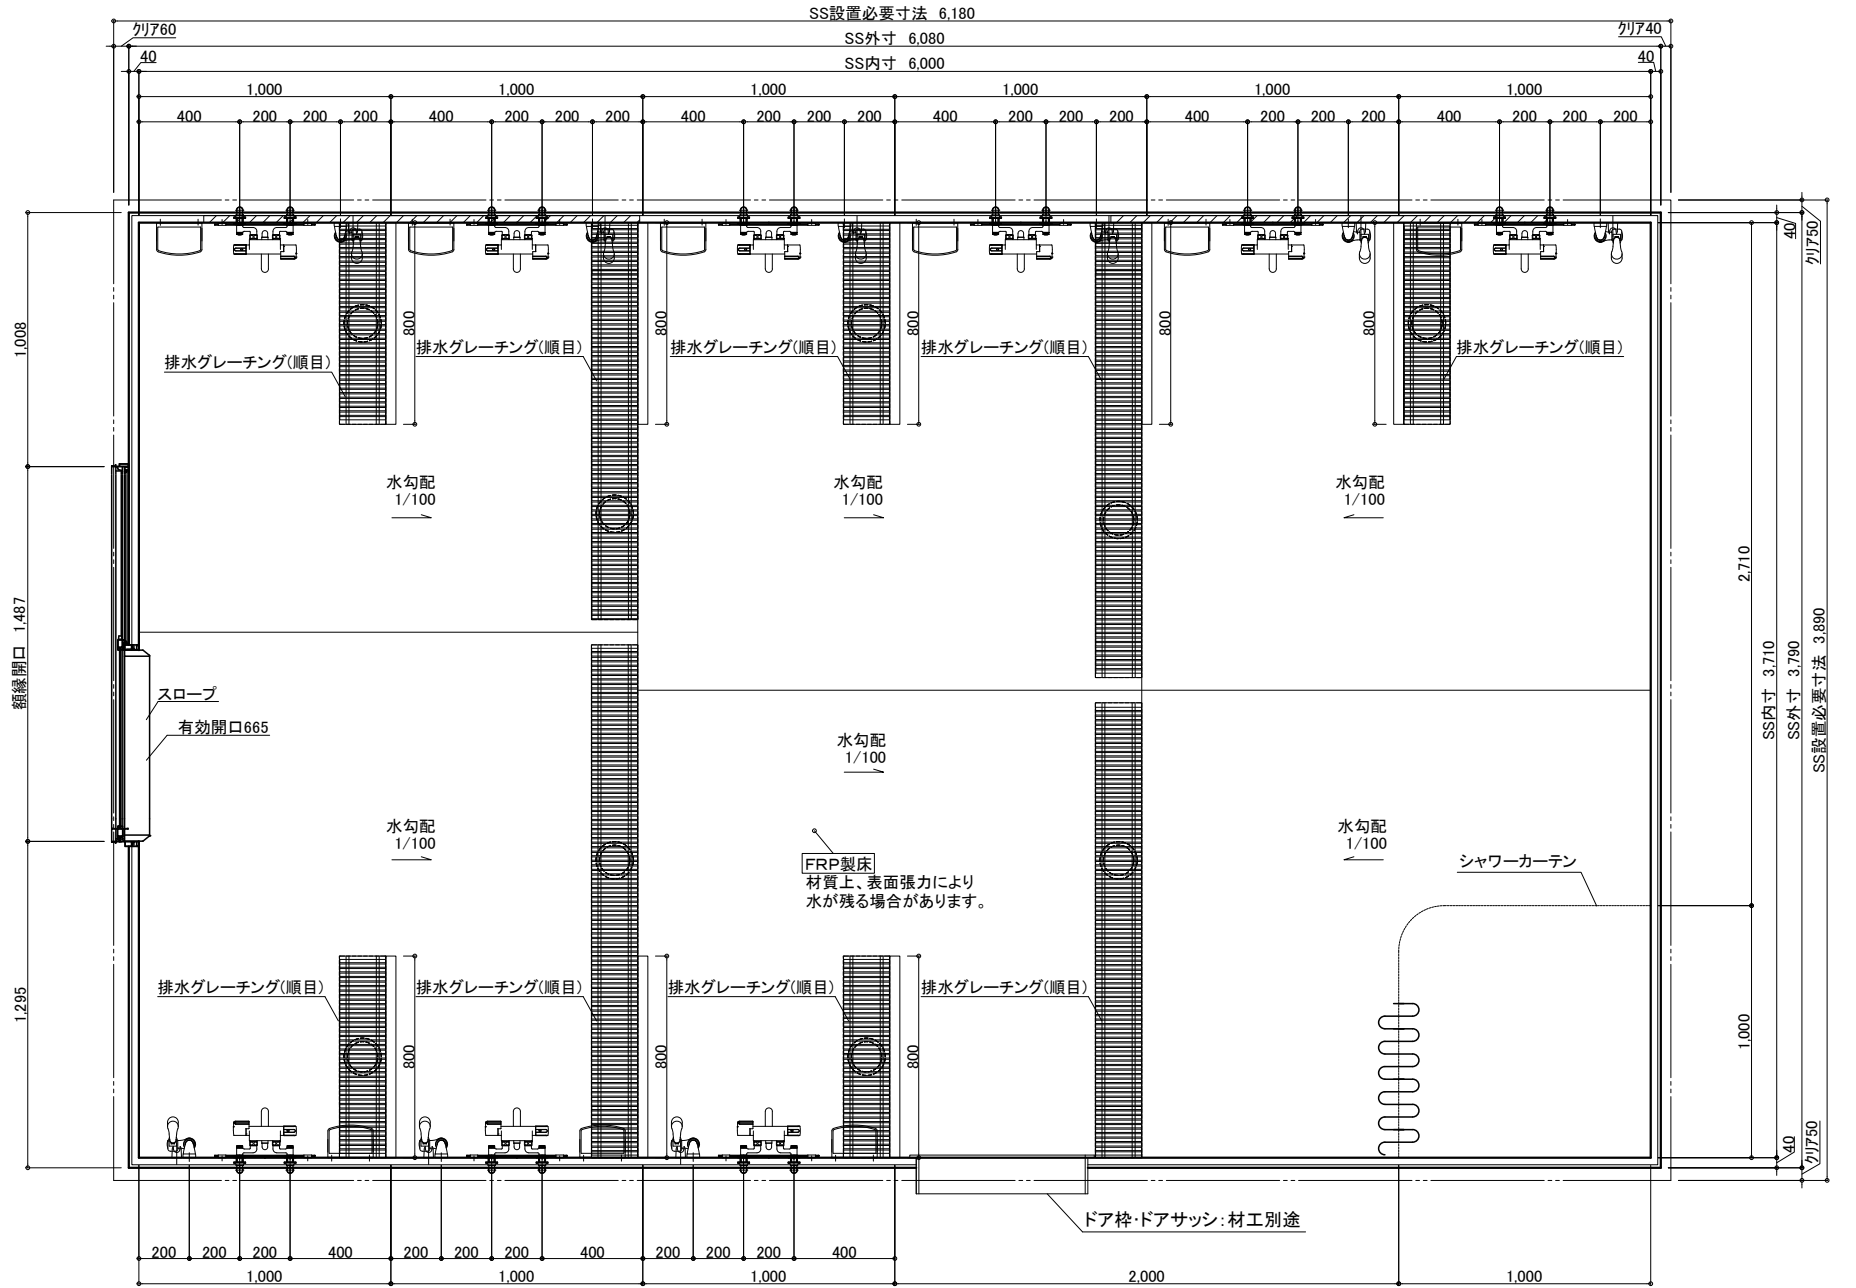 SS設置必要寸法 6,180
クリア60
SS外寸 6,080
クリア40
40
SS内寸 6,000
40
1,000 1,000 1,000 1,000 1,000 1,000
400 200 200 200 400 200 200 200 400 200 200 200 400 200 200 200 400 200 200 200 400 200 200 200
40
クリア50
1,008
800 800 800 800 800
排水グレーチング(順目)
排水グレーチング(順目)
排水グレーチング(順目)
排水グレーチング(順目)
排水グレーチング(順目)
水勾配
1/100
水勾配
1/100
水勾配
1/100
2,710
額縁開口 1,487
SS内寸 3,710
SS外寸 3,790
SS設置必要寸法 3,890
スロープ
有効開口665
水勾配
1/100
水勾配
1/100
水勾配
1/100
FRP製床
材質上、表面張力により
水が残る場合があります。
シャワーカーテン
1,295
排水グレーチング(順目)
排水グレーチング(順目)
排水グレーチング(順目)
排水グレーチング(順目)
800 800 800
1,000
40
クリア50
ドア枠・ドアサッシ:材工別途
200 200 200 400 200 200 200 400 200 200 200 400
1,000 1,000 1,000 2,000 1,000